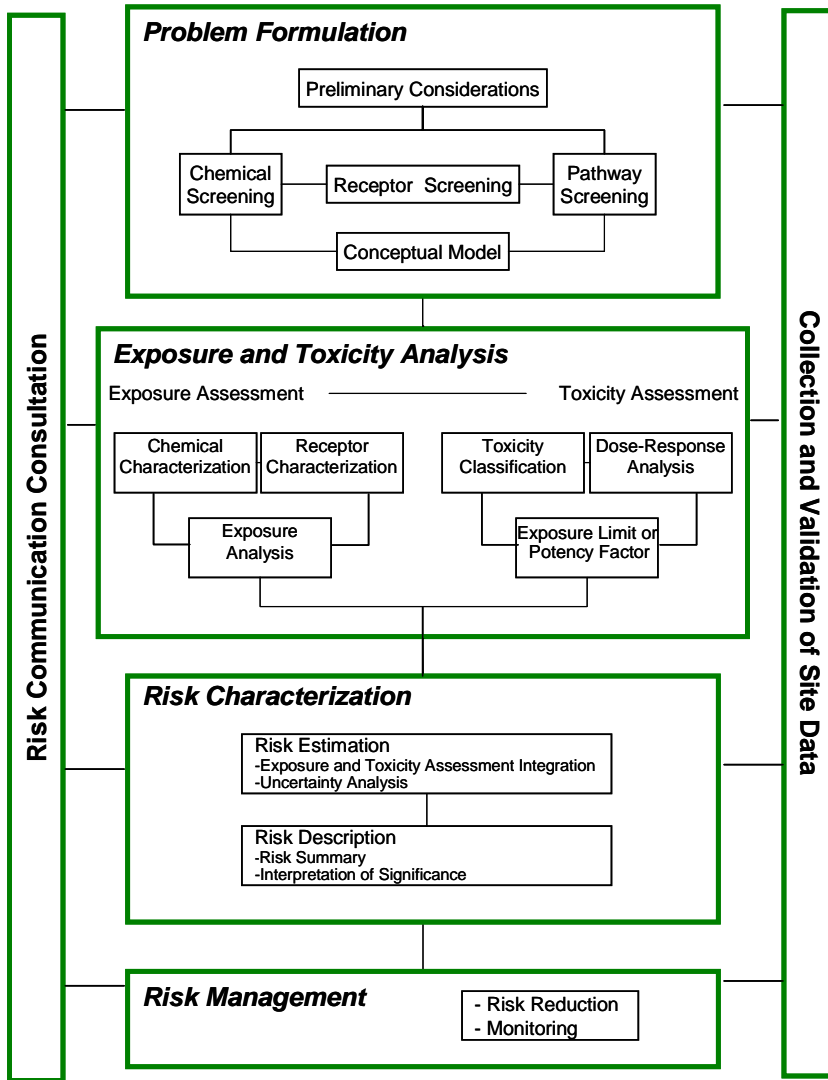 Problem Formulation
Preliminary Considerations
Chemical
Screening
Receptor Screening
Pathway
Screening
Conceptual Model
Exposure and Toxicity Analysis
Exposure Assessment
Toxicity Assessment
Chemical
Characterization
Receptor
Characterization
Toxicity
Classification
Dose-Response
Analysis
Exposure
Analysis
Exposure Limit or
Potency Factor
Risk Characterization
Risk Estimation
-Exposure and Toxicity Assessment Integration
-Uncertainty Analysis
Risk Description
-Risk Summary
-Interpretation of Significance
Risk Management
- Risk Reduction
- Monitoring
Risk Communication Consultation
Collection and Validation of Site Data